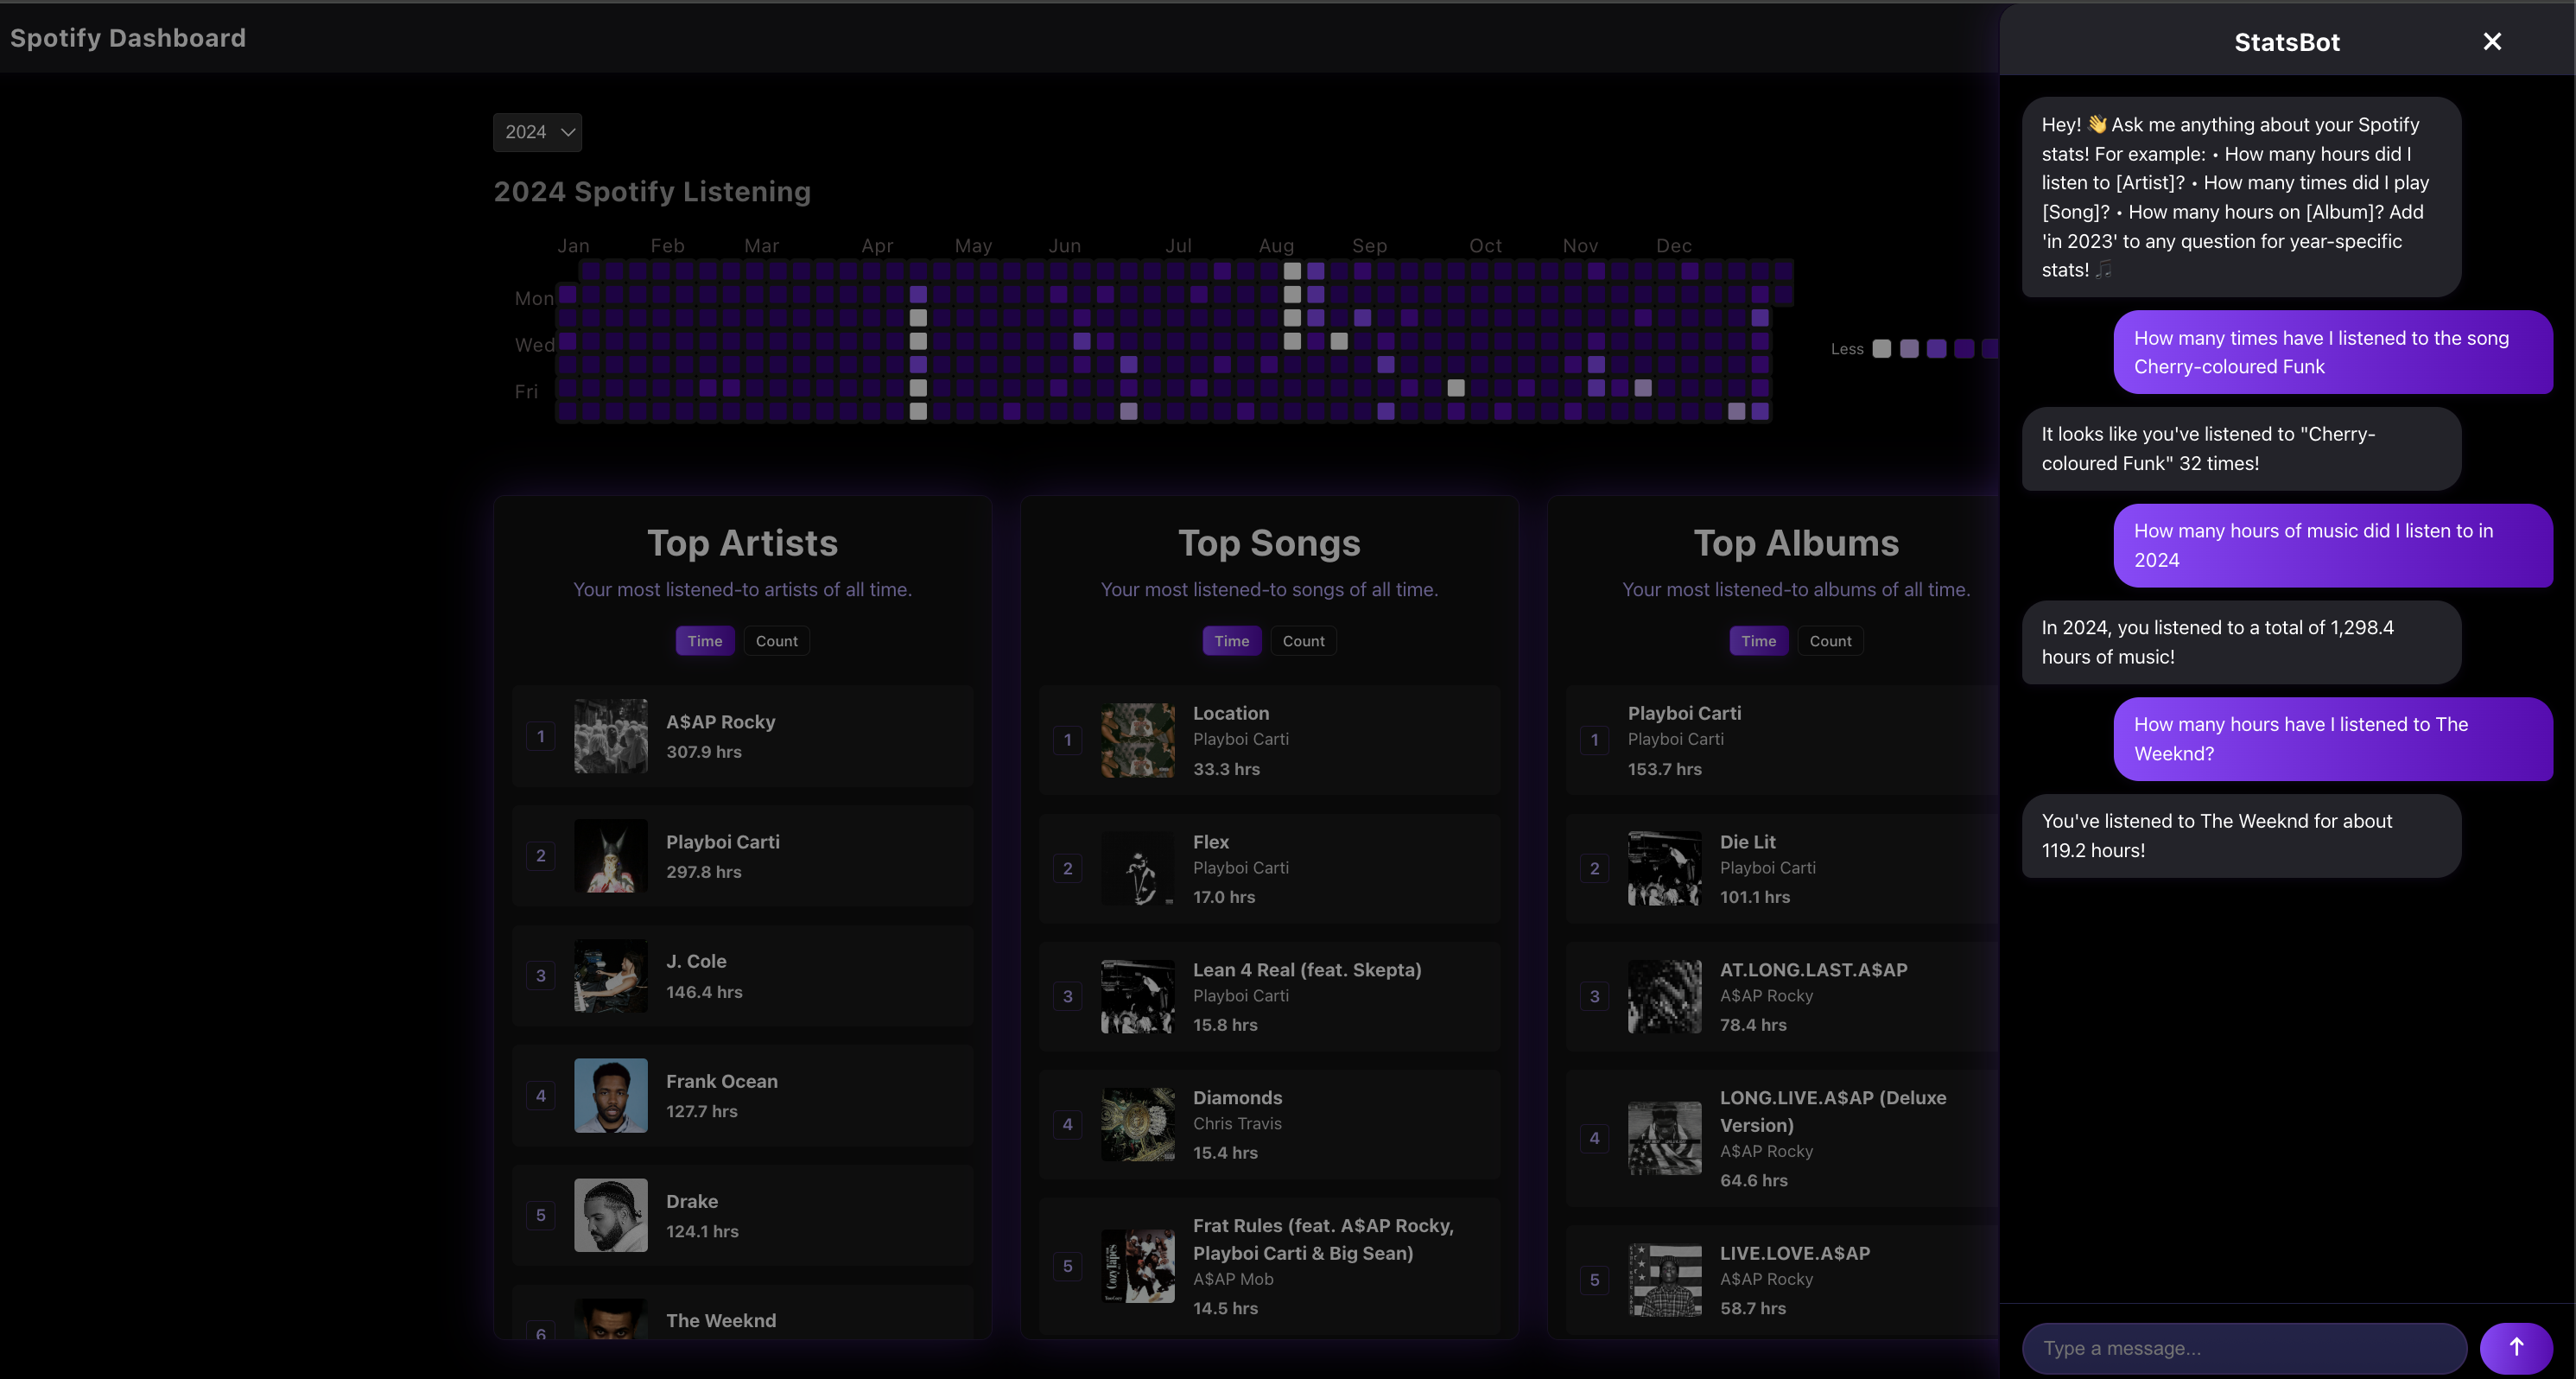 Spotify Dashboard
2024
2024 Spotify Listening
Jan Feb Mar Apr May Jun Jul Aug Sep Oct Nov Dec
Mon
Wed
Fri
Less
Top Artists
Your most listened-to artists of all time.
Time Count
1
A$AP Rocky
307.9 hrs
2
Playboi Carti
297.8 hrs
3
J. Cole
146.4 hrs
4
Frank Ocean
127.7 hrs
5
Drake
124.1 hrs
6
The Weeknd
Top Songs
Your most listened-to songs of all time.
Time Count
1
Location
Playboi Carti
33.3 hrs
2
Flex
Playboi Carti
17.0 hrs
3
Lean 4 Real (feat. Skepta)
Playboi Carti
15.8 hrs
4
Diamonds
Chris Travis
15.4 hrs
5
Frat Rules (feat. A$AP Rocky,
Playboi Carti & Big Sean)
A$AP Mob
14.5 hrs
Top Albums
Your most listened-to albums of all time.
Time Count
1
Playboi Carti
Playboi Carti
153.7 hrs
2
Die Lit
Playboi Carti
101.1 hrs
3
AT.LONG.LAST.A$AP
A$AP Rocky
78.4 hrs
4
LONG.LIVE.A$AP (Deluxe
Version)
A$AP Rocky
64.6 hrs
5
LIVE.LOVE.A$AP
A$AP Rocky
58.7 hrs
StatsBot
Hey! 👋 Ask me anything about your Spotify
stats! For example: • How many hours did I
listen to [Artist]? • How many times did I play
[Song]? • How many hours on [Album]? Add
'in 2023' to any question for year-specific
stats! 🎵
How many times have I listened to the song
Cherry-coloured Funk
It looks like you've listened to "Cherry-
coloured Funk" 32 times!
How many hours of music did I listen to in
2024
In 2024, you listened to a total of 1,298.4
hours of music!
How many hours have I listened to The
Weeknd?
You've listened to The Weeknd for about
119.2 hours!
Type a message...